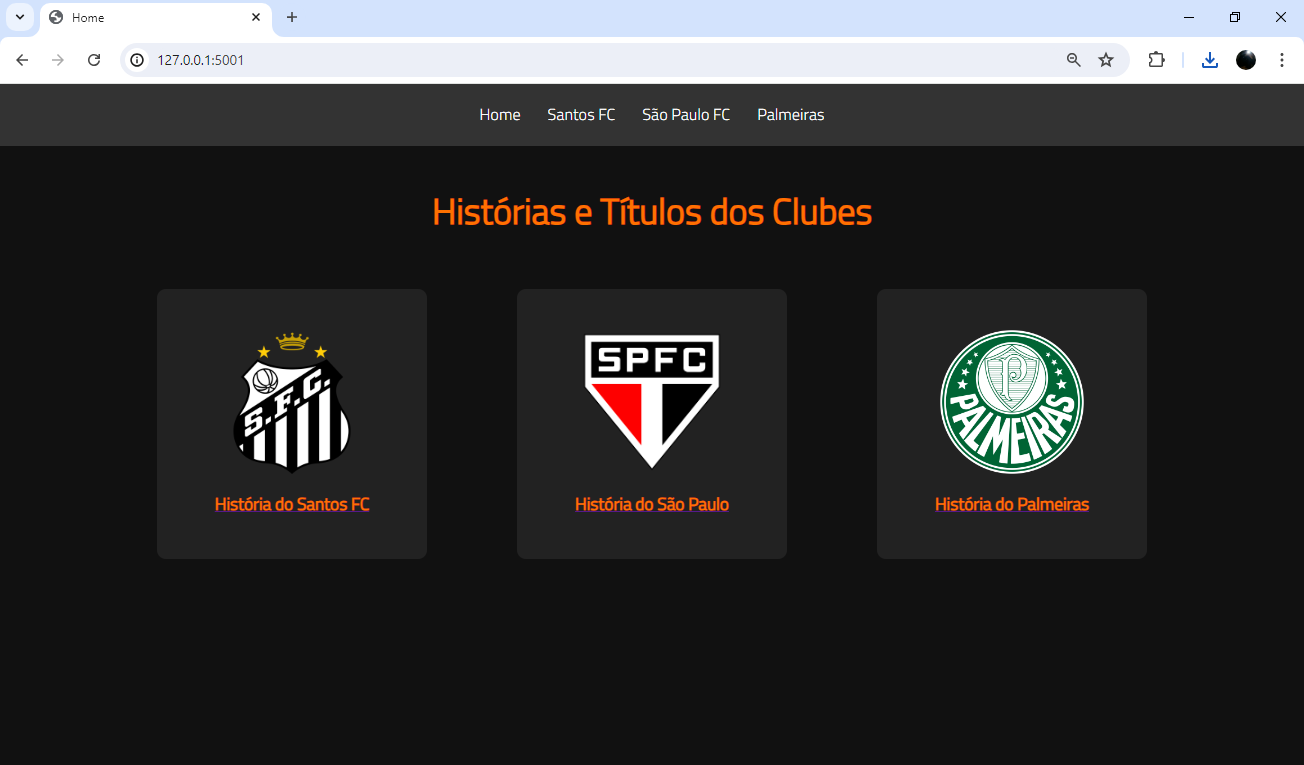 Home
127.0.0.1:5001
Home Santos FC São Paulo FC Palmeiras
Histórias e Títulos dos Clubes
S.F.C.
SPFC
P
PALMEIRAS
História do Santos FC
História do São Paulo
História do Palmeiras